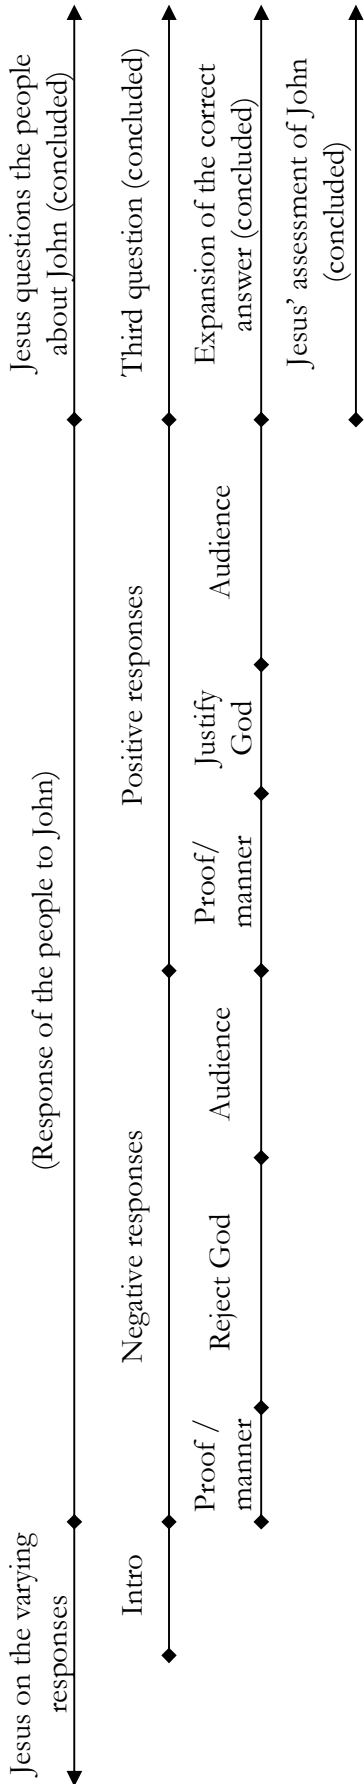 Jesus on the varying
responses
(Response of the people to John)
Jesus questions the people
about John (concluded)
Intro
Negative responses
Positive responses
Third question (concluded)
Proof /
manner
Reject God
Audience
Proof/
manner
Justify
God
Audience
Expansion of the correct
answer (concluded)
Jesus’ assessment of John
(concluded)